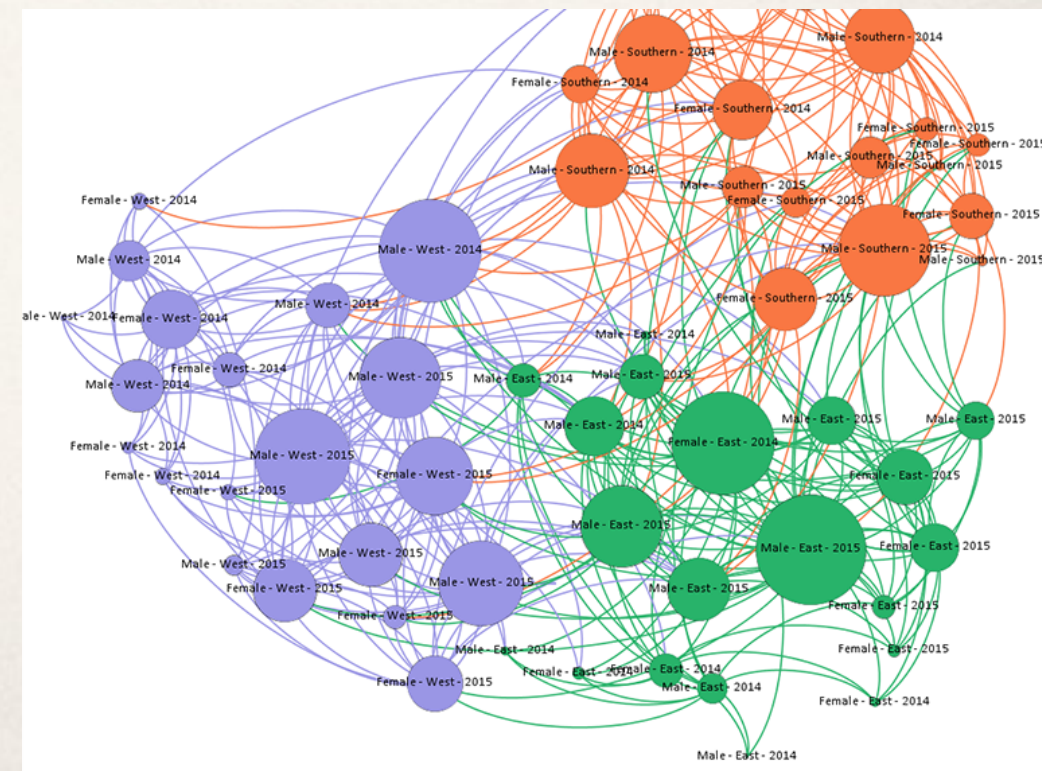 Male - Southern - 2014
Male - Southern - 2014
Female - Southern - 2014
Female - Southern - 2014
Female - Southern - 2015
Female - Southern - 2015
Male - Southern - 2015
Male - Southern - 2015
Male - Southern - 2014
Male - Southern - 2015
Female - Southern - 2015
Female - West - 2014
Female - Southern - 2015
Male - West - 2014
Male - Southern - 2015
Male - West - 2014
Male - Southern - 2015
Female - Southern - 2015
Male - West - 2014
ale - West - 2014
Female - West - 2014
Male - East - 2014
Female - West - 2014
Male - West - 2015
Male - East - 2014
Male - East - 2015
Male - West - 2014
Male - East - 2014
Male - East - 2015
Male - East - 2015
Female - East - 2014
Female - West - 2014
Male - West - 2015
Female - West - 2014
Female - West - 2015
Female - East - 2015
Female - West - 2015
Male - East - 2015
Male - West - 2015
Male - East - 2015
Female - East - 2015
Male - West - 2015
Female - West - 2015
Male - West - 2015
Male - East - 2015
Female - East - 2015
Female - West - 2015
Male - East - 2014
Female - East - 2015
Female - East - 2014
Female - East - 2014
Female - West - 2015
Male - East - 2014
Female - East - 2014
Male - East - 2014